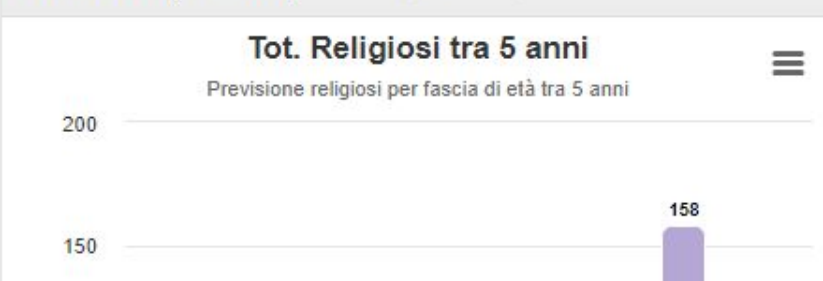 Tot. Religiosi tra 5 anni
Previsione religiosi per fascia di età tra 5 anni
200
158
150